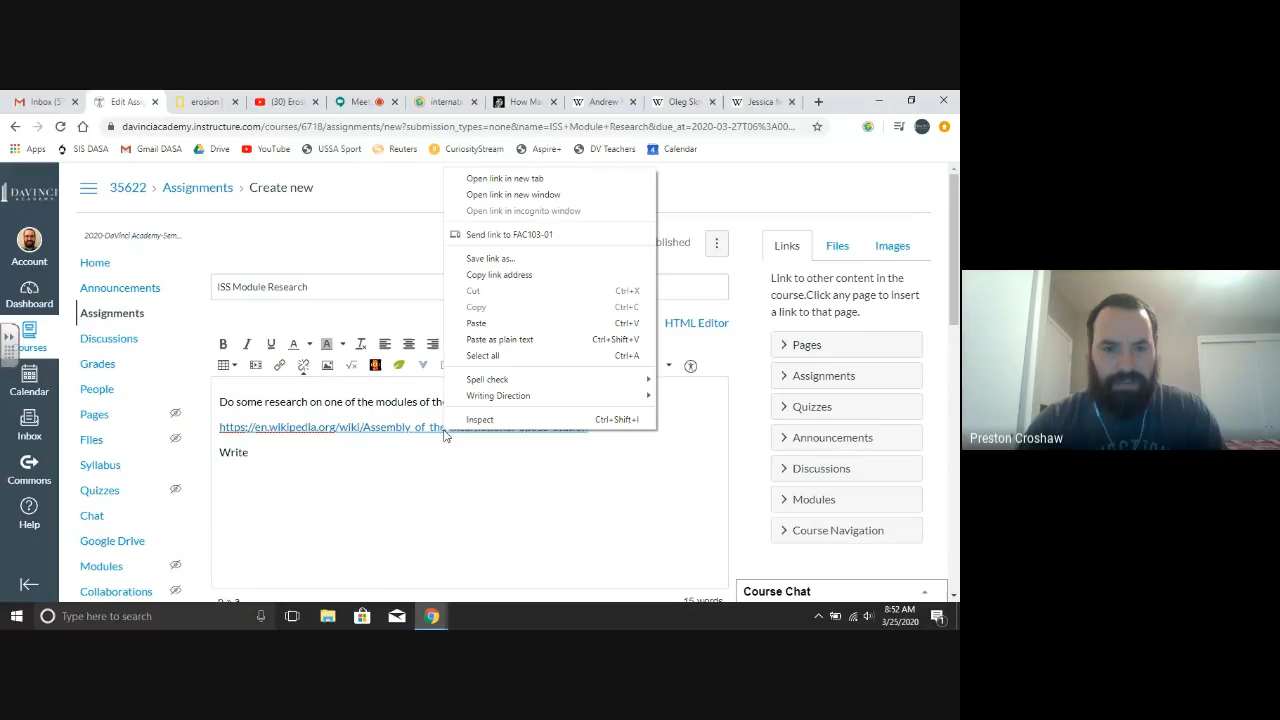 Inbox (5
Edit Assig
erosion
(30) Eros
Meet
internat
How Ma
Andrew
Oleg Sk
Jessica M
davinciacademy.instructure.com/courses/6718/assignments/new?submission_types=none&name=ISS+Module+Research&due_at=2020-03-27T06%3A00...
Apps
SIS DASA
Gmail DASA
Drive
YouTube
USSA Sport
Reuters
CuriosityStream
Aspire+
DV Teachers
Calendar
DAVINCI
35622 > Assignments > Create new
2020-DaVinci Academy-Sem...
Account
Dashboard
Courses
Calendar
Inbox
Commons
Help
Home
Announcements
Assignments
Discussions
Grades
People
Pages
Files
Syllabus
Quizzes
Chat
Google Drive
Modules
Collaborations
blished
ISS Module Research
HTML Editor
B I U A A
Do some research on one of the modules of the
https://en.wikipedia.org/wiki/Assembly_of_the_International_Space_Station
Write
p » a
15 words
Open link in new tab
Open link in new window
Open link in incognito window
Send link to FAC103-01
Save link as...
Copy link address
Cut Ctrl+X
Copy Ctrl+C
Paste Ctrl+V
Paste as plain text Ctrl+Shift+V
Select all Ctrl+A
Spell check
Writing Direction
Inspect Ctrl+Shift+I
Links
Files
Images
Link to other content in the
course.Click any page to insert
a link to that page.
Pages
Assignments
Quizzes
Announcements
Discussions
Modules
Course Navigation
Course Chat
Type here to search
8:52 AM
3/25/2020
Preston Croshaw